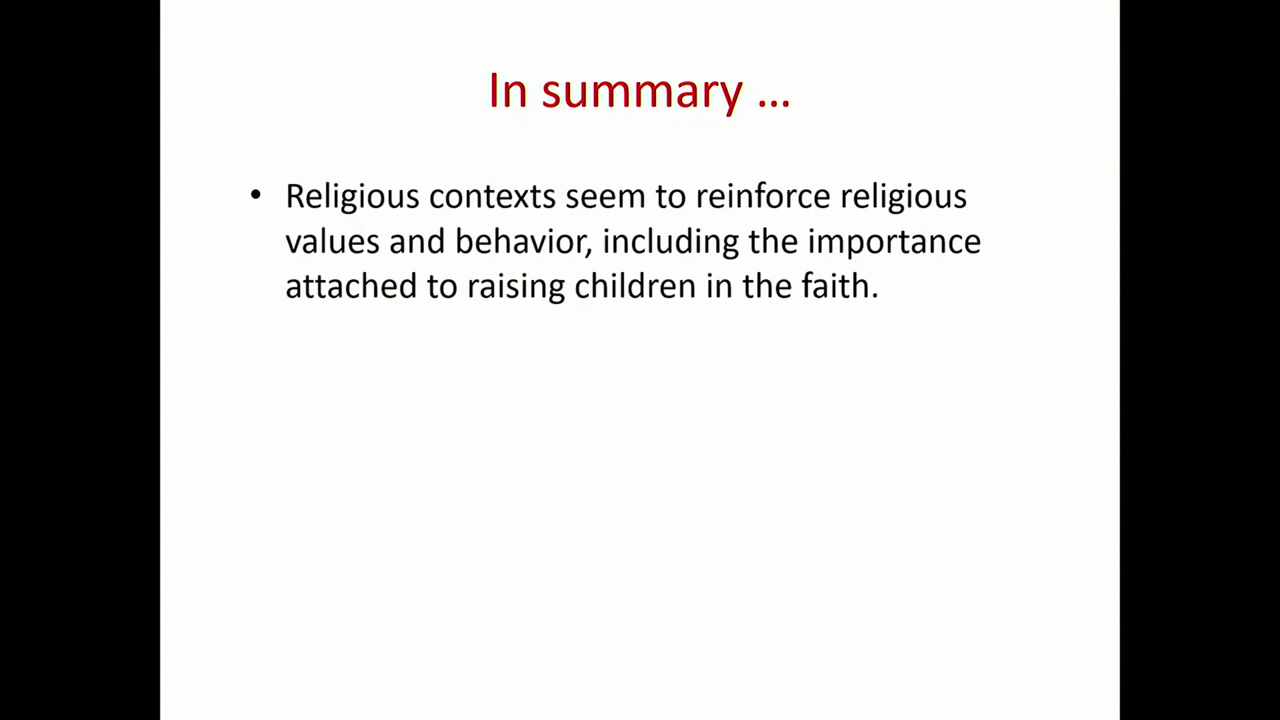 In summary ...
• Religious contexts seem to reinforce religious
values and behavior, including the importance
attached to raising children in the faith.